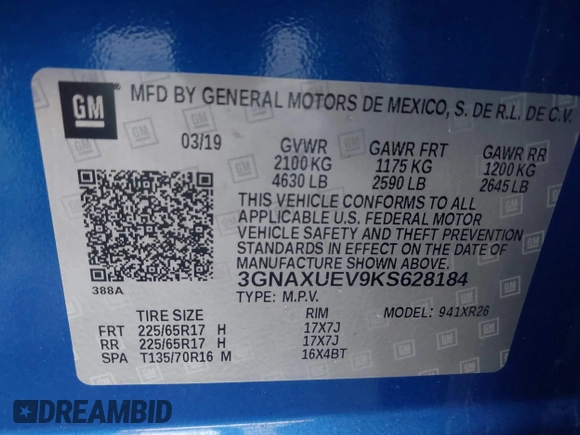 GM
MFD BY GENERAL MOTORS DE MEXICO, S. DE R.L. DE C.V.
03/19 GVWR GAWR FRT GAWR RR
2100 KG 1175 KG 1200 KG
4630 LB 2590 LB 2645 LB
THIS VEHICLE CONFORMS TO ALL
APPLICABLE U.S. FEDERAL MOTOR
VEHICLE SAFETY AND THEFT PREVENTION
STANDARDS IN EFFECT ON THE DATE OF
MANUFACTURE SHOWN ABOVE.
3GNAXUEV9KS628184
388A TYPE: M.P.V. MODEL: 941XR26
TIRE SIZE RIM
FRT 225/65R17 H 17X7J
RR 225/65R17 H 17X7J
SPA T135/70R16 M 16X4BT
DREAMBID